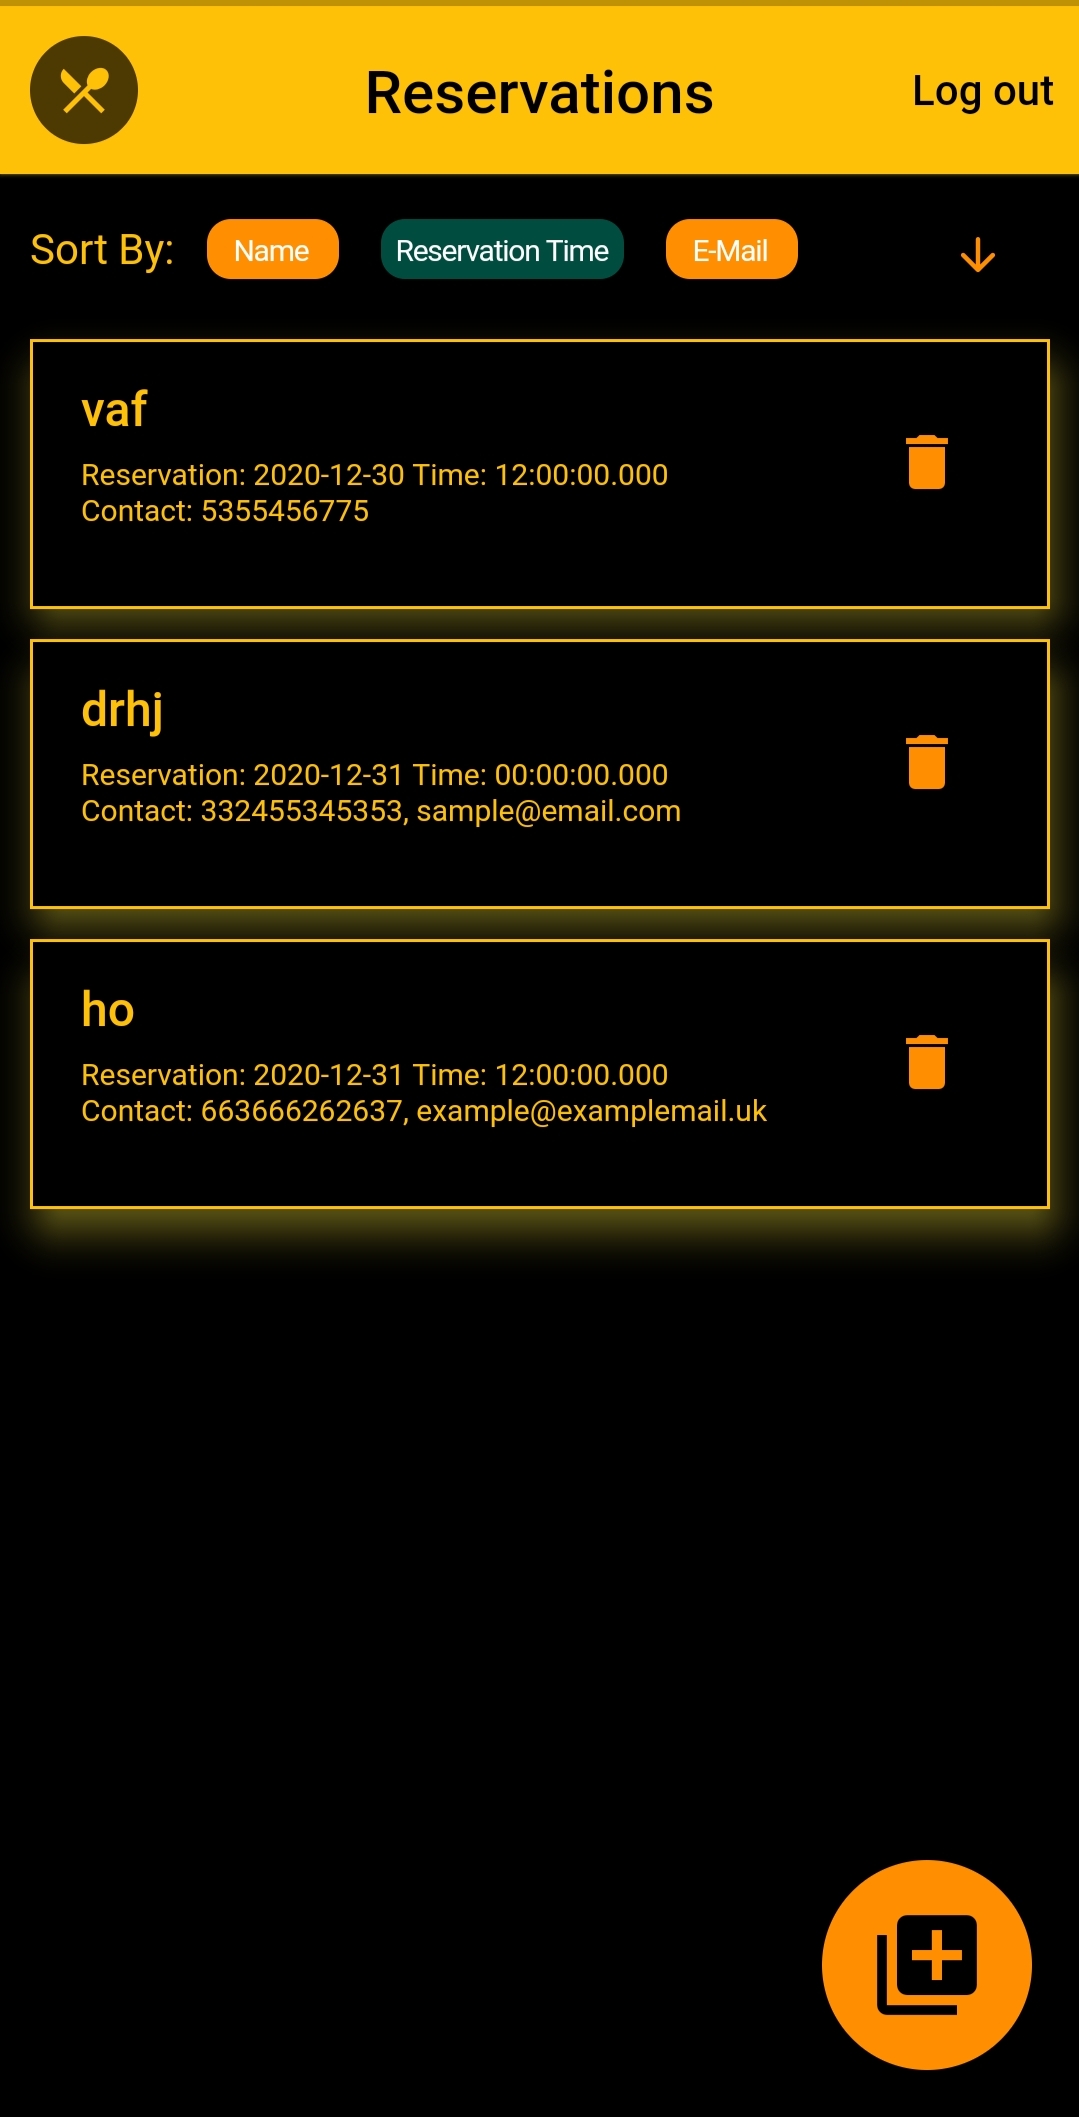 Reservations
Log out
Sort By: Name Reservation Time E-Mail
vaf
Reservation: 2020-12-30 Time: 12:00:00.000
Contact: 5355456775
drhj
Reservation: 2020-12-31 Time: 00:00:00.000
Contact: 332455345353, sample@email.com
ho
Reservation: 2020-12-31 Time: 12:00:00.000
Contact: 663666262637, example@examplemail.uk